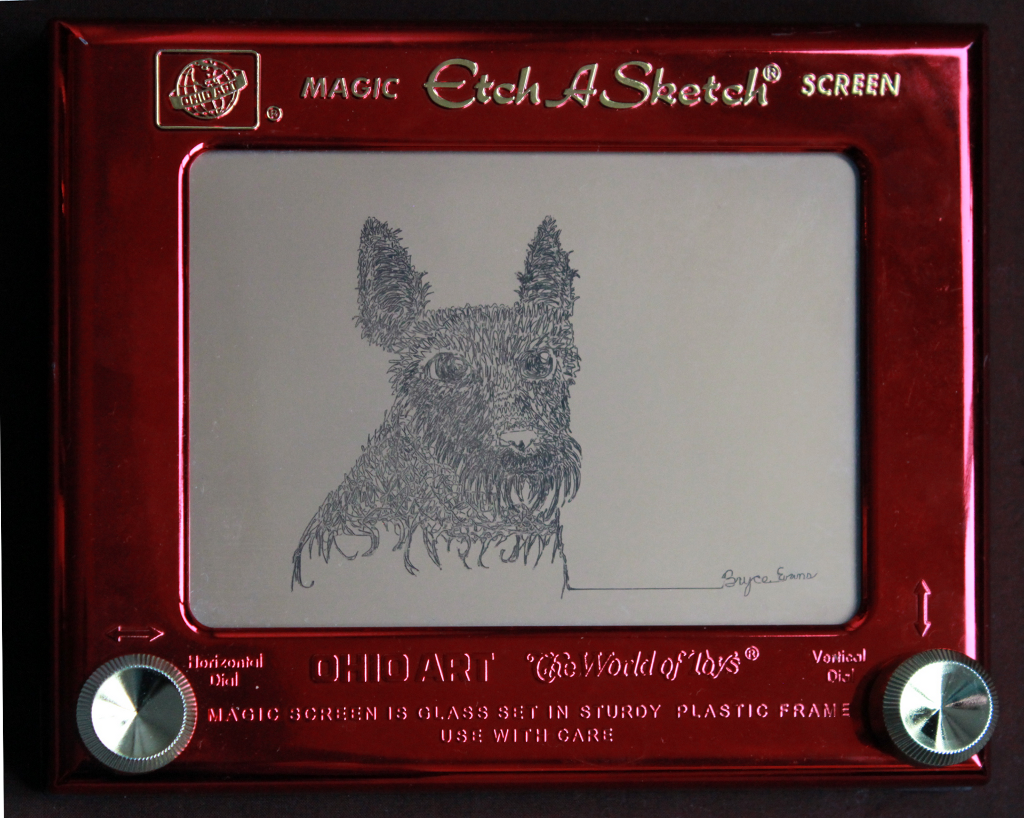 OHIO ART ® MAGIC Etch A Sketch® SCREEN
Bryce Evans
Horizontal
Dial
OHIO ART The World of Toys®
Vertical
Dial
MAGIC SCREEN IS GLASS SET IN STURDY PLASTIC FRAME
USE WITH CARE